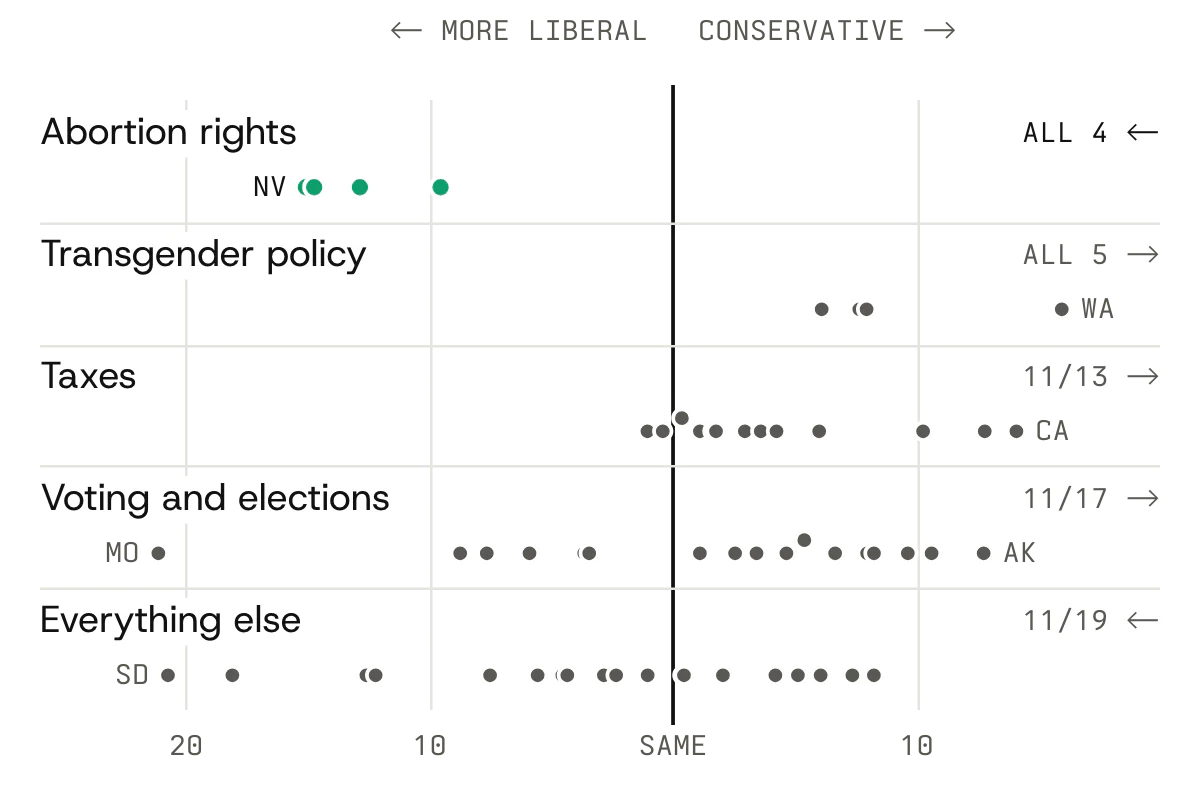 ← MORE LIBERAL CONSERVATIVE →
Abortion rights ALL 4 ←
NV
Transgender policy ALL 5 →
WA
Taxes 11/13 →
CA
Voting and elections 11/17 →
MO AK
Everything else 11/19 ←
SD
20 10 SAME 10